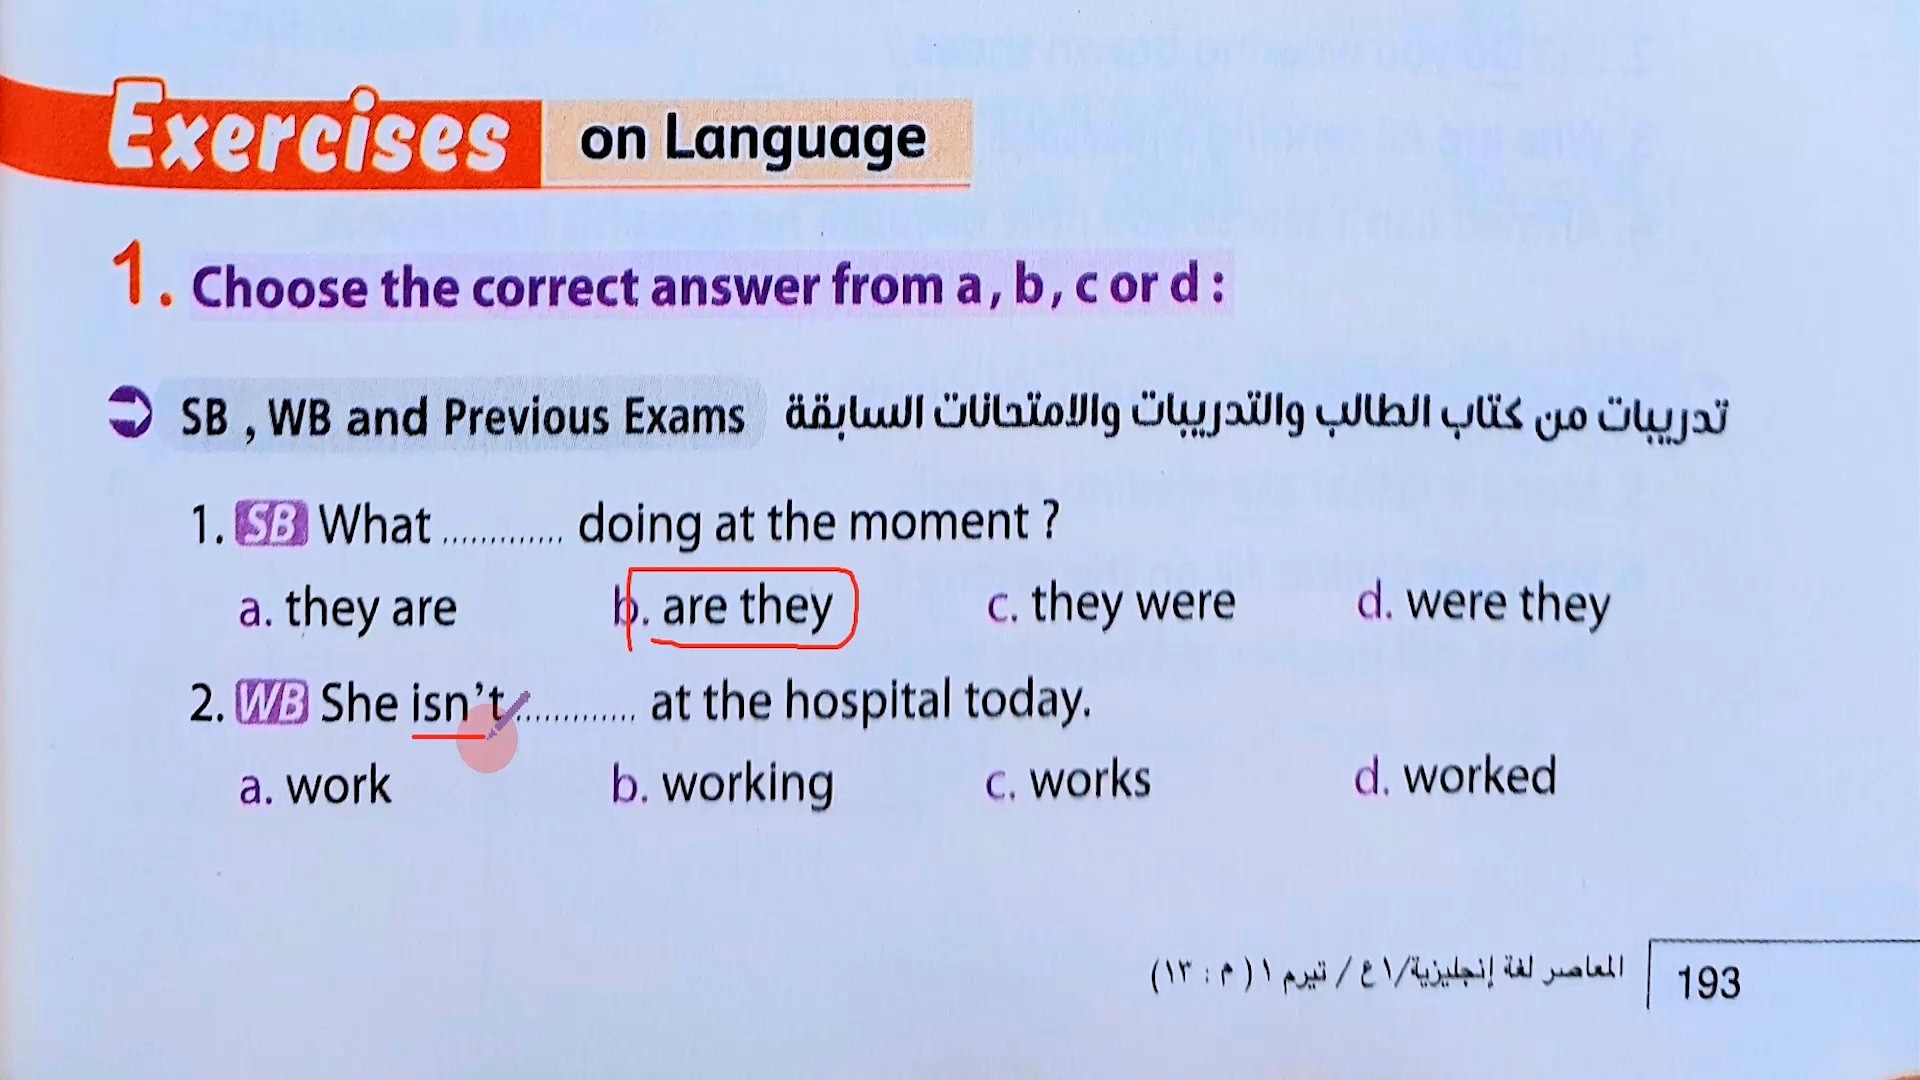 Exercises on Language
1. Choose the correct answer from a, b, c or d :
SB , WB and Previous Exams تدريبات من كتاب الطالب والتدريبات والامتحانات السابقة
1. SB What ............. doing at the moment ?
a. they are b. are they c. they were d. were they
2. WB She isn't ............. at the hospital today.
a. work b. working c. works d. worked
المعاصر لغة إنجليزية/١ع / تيرم ١ (م : ١٣) 193